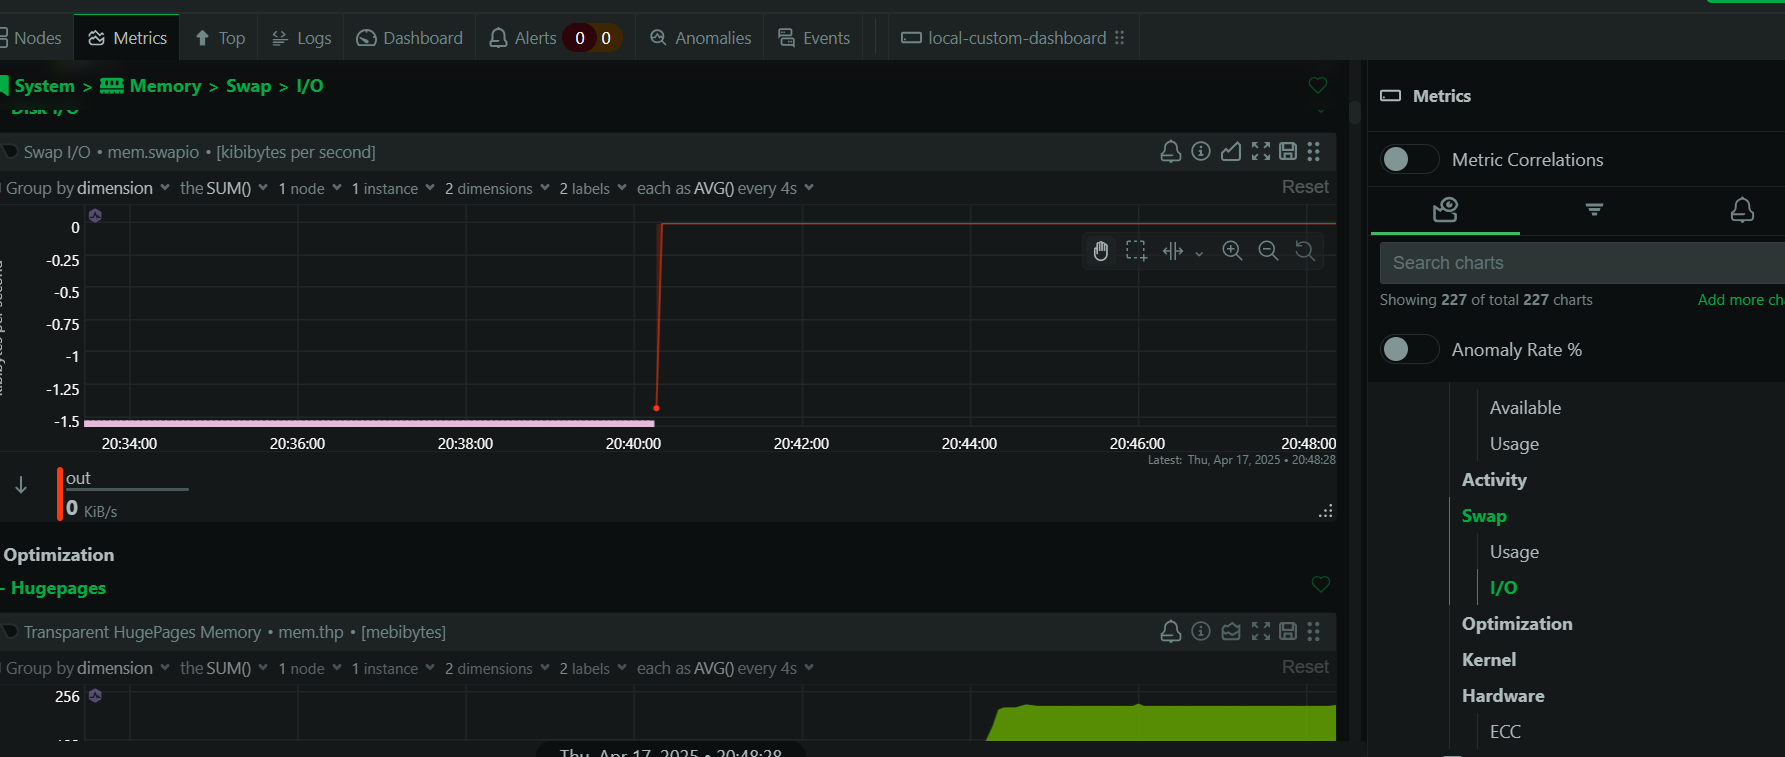 Nodes Metrics Top Logs Dashboard Alerts 0 0 Anomalies Events local-custom-dashboard
System > Memory > Swap > I/O
Disk I/O
Swap I/O • mem.swapio • [kibibytes per second]
Group by dimension the SUM() 1 node 1 instance 2 dimensions 2 labels each as AVG() every 4s Reset
0
-0.25
-0.5
-0.75
-1
-1.25
-1.5
20:34:00 20:36:00 20:38:00 20:40:00 20:42:00 20:44:00 20:46:00 20:48:00
Latest: Thu, Apr 17, 2025 • 20:48:28
out
0 KiB/s
Optimization
- Hugepages
Transparent HugePages Memory • mem.thp • [mebibytes]
Group by dimension the SUM() 1 node 1 instance 2 dimensions 2 labels each as AVG() every 4s Reset
256
Thu, Apr 17, 2025 • 20:48:28
Metrics
Metric Correlations
Search charts
Showing 227 of total 227 charts Add more
Anomaly Rate %
Available
Usage
Activity
Swap
Usage
I/O
Optimization
Kernel
Hardware
ECC